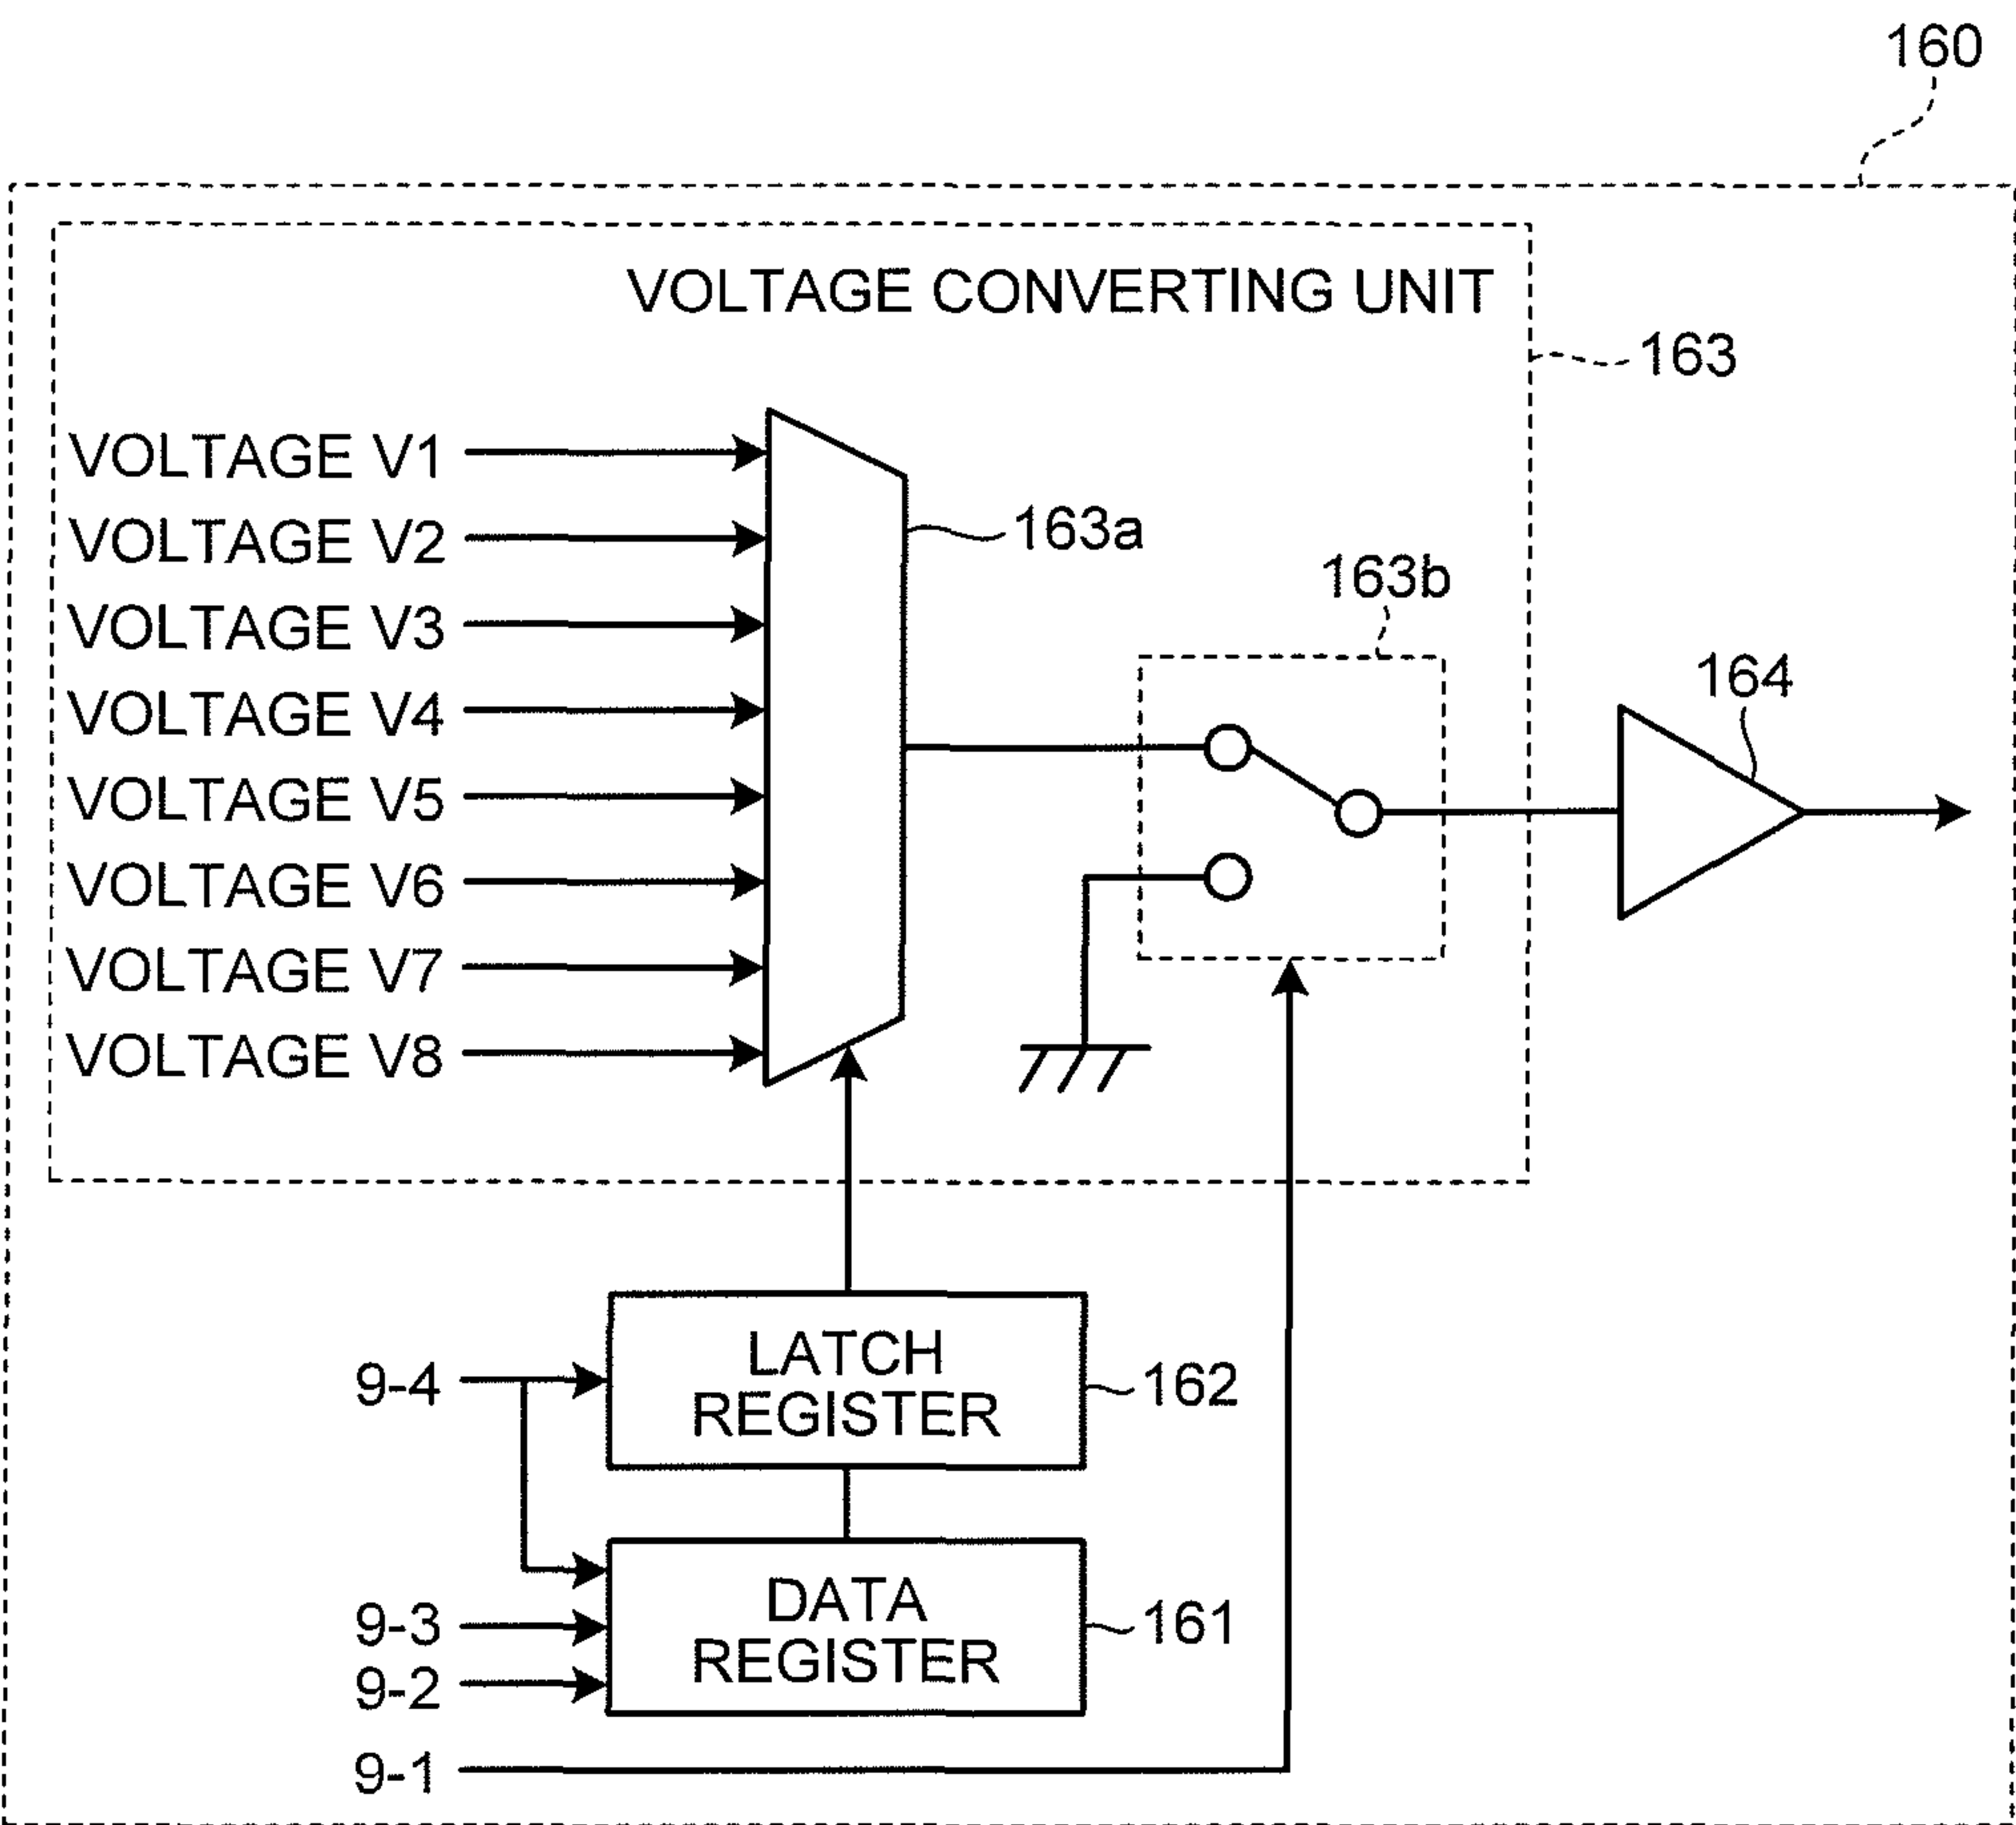 160
VOLTAGE CONVERTING UNIT
163
VOLTAGE V1
VOLTAGE V2
163a
VOLTAGE V3
163b
VOLTAGE V4
164
VOLTAGE V5
VOLTAGE V6
VOLTAGE V7
VOLTAGE V8
9-4
LATCH
REGISTER
162
9-3
DATA
REGISTER
161
9-2
9-1